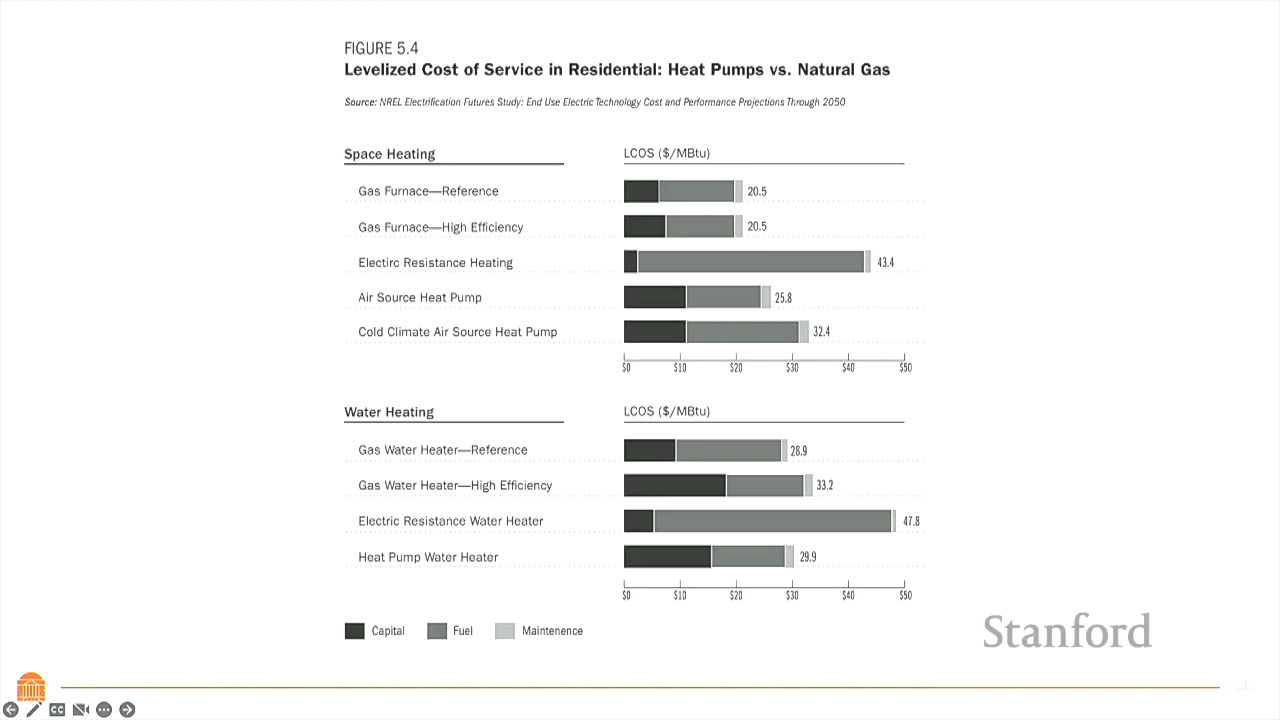 FIGURE 5.4
Levelized Cost of Service in Residential: Heat Pumps vs. Natural Gas
Source: NREL Electrification Futures Study: End Use Electric Technology Cost and Performance Projections Through 2050
Space Heating LCOS ($/MBtu)
Gas Furnace—Reference 20.5
Gas Furnace—High Efficiency 20.5
Electirc Resistance Heating 43.4
Air Source Heat Pump 25.8
Cold Climate Air Source Heat Pump 32.4
$0 $10 $20 $30 $40 $50
Water Heating LCOS ($/MBtu)
Gas Water Heater—Reference 28.9
Gas Water Heater—High Efficiency 33.2
Electric Resistance Water Heater 47.8
Heat Pump Water Heater 29.9
$0 $10 $20 $30 $40 $50
Capital Fuel Maintenence
Stanford
CC